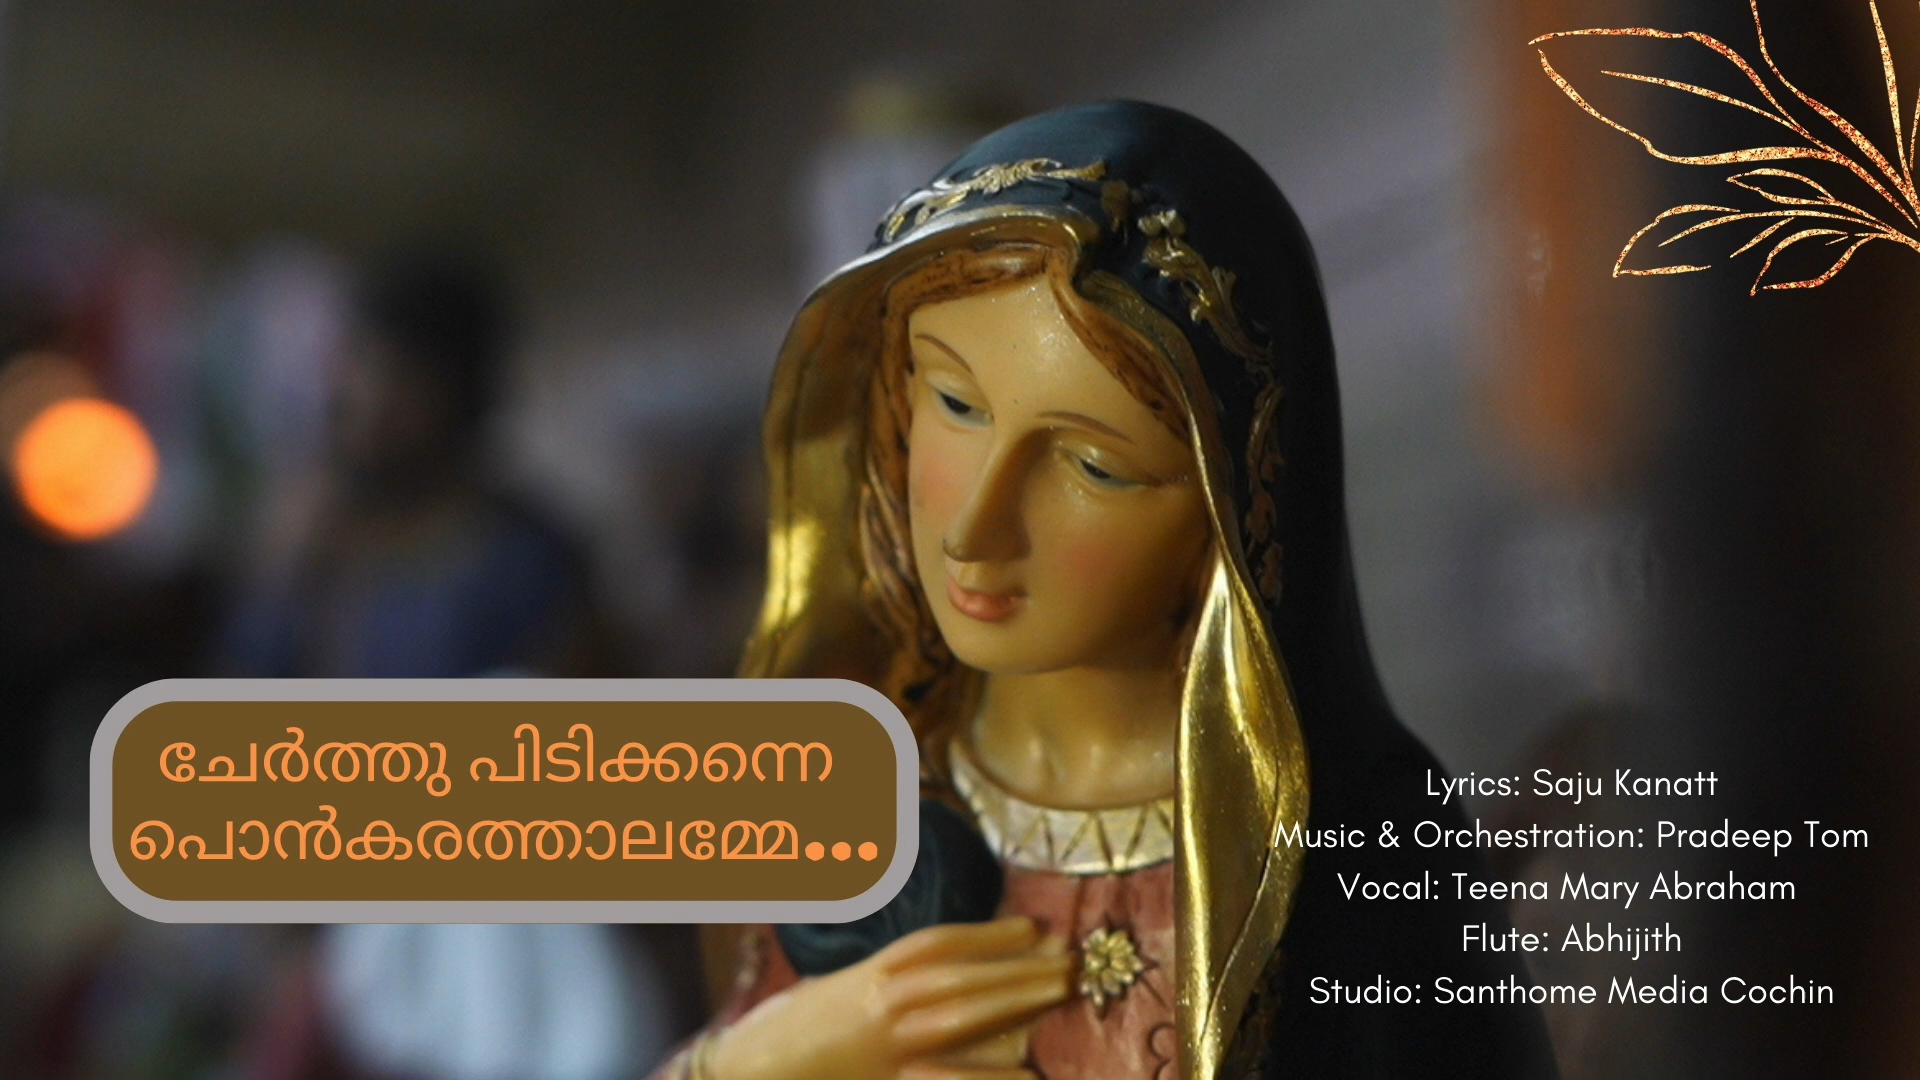 ചേർത്തു പിടിക്കന്നെ
പൊൻകരത്താലമ്മേ...
Lyrics: Saju Kanatt
Music & Orchestration: Pradeep Tom
Vocal: Teena Mary Abraham
Flute: Abhijith
Studio: Santhome Media Cochin